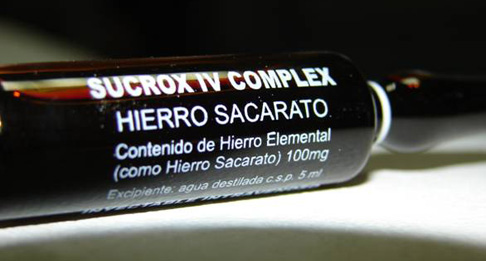 SUCROX IV COMPLEX
HIERRO SACARATO
Contenido de Hierro Elemental
(como Hierro Sacarato) 100mg
Excipiente: agua destilada c.s.p. 5 ml